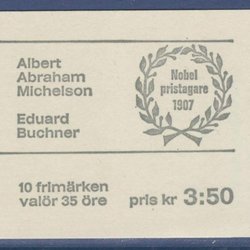 Albert
Abraham
Michelson
Eduard
Buchner
Nobel
pristagare
1907
10 frimärken
valör 35 öre
pris kr 3:50